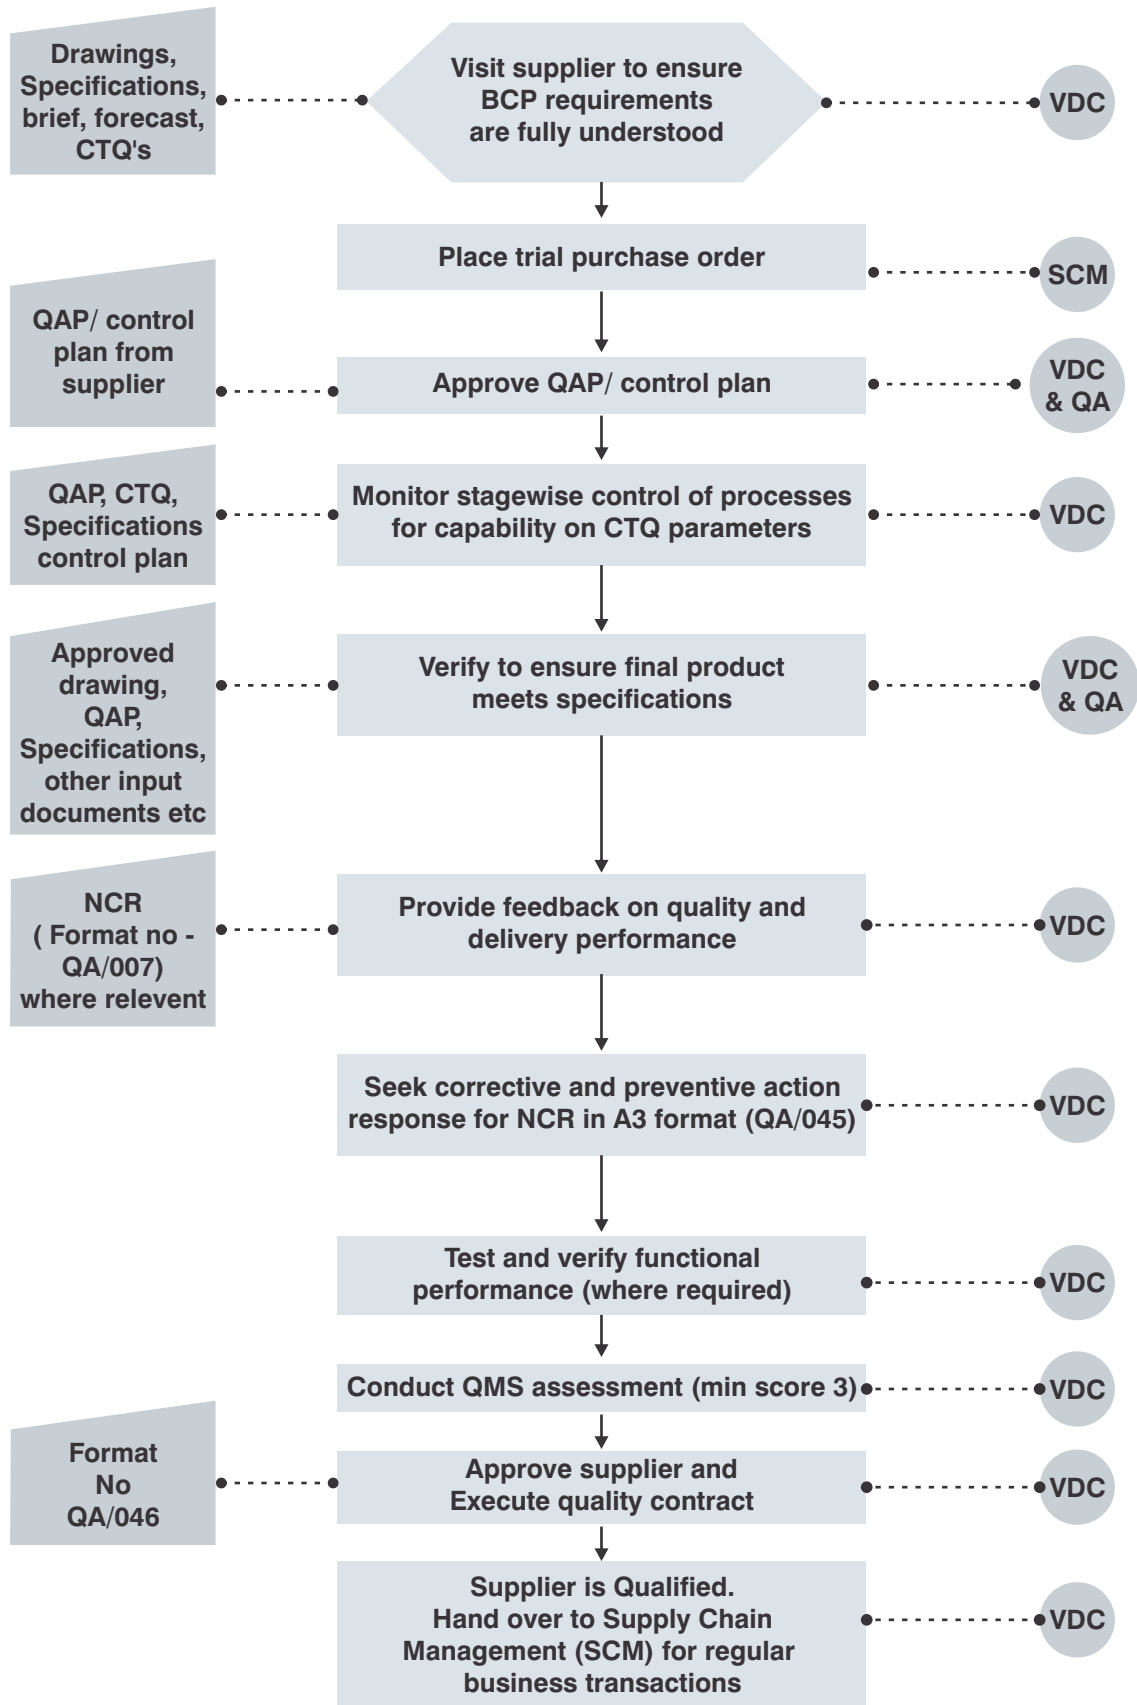 Drawings,
Specifications,
brief, forecast,
CTQ's
Visit supplier to ensure
BCP requirements
are fully understood
VDC
Place trial purchase order
SCM
QAP/ control
plan from
supplier
Approve QAP/ control plan
VDC
& QA
QAP, CTQ,
Specifications
control plan
Monitor stagewise control of processes
for capability on CTQ parameters
VDC
Approved
drawing,
QAP,
Specifications,
other input
documents etc
Verify to ensure final product
meets specifications
VDC
& QA
NCR
( Format no -
QA/007)
where relevent
Provide feedback on quality and
delivery performance
VDC
Seek corrective and preventive action
response for NCR in A3 format (QA/045)
VDC
Test and verify functional
performance (where required)
VDC
Conduct QMS assessment (min score 3)
VDC
Format
No
QA/046
Approve supplier and
Execute quality contract
VDC
Supplier is Qualified.
Hand over to Supply Chain
Management (SCM) for regular
business transactions
VDC